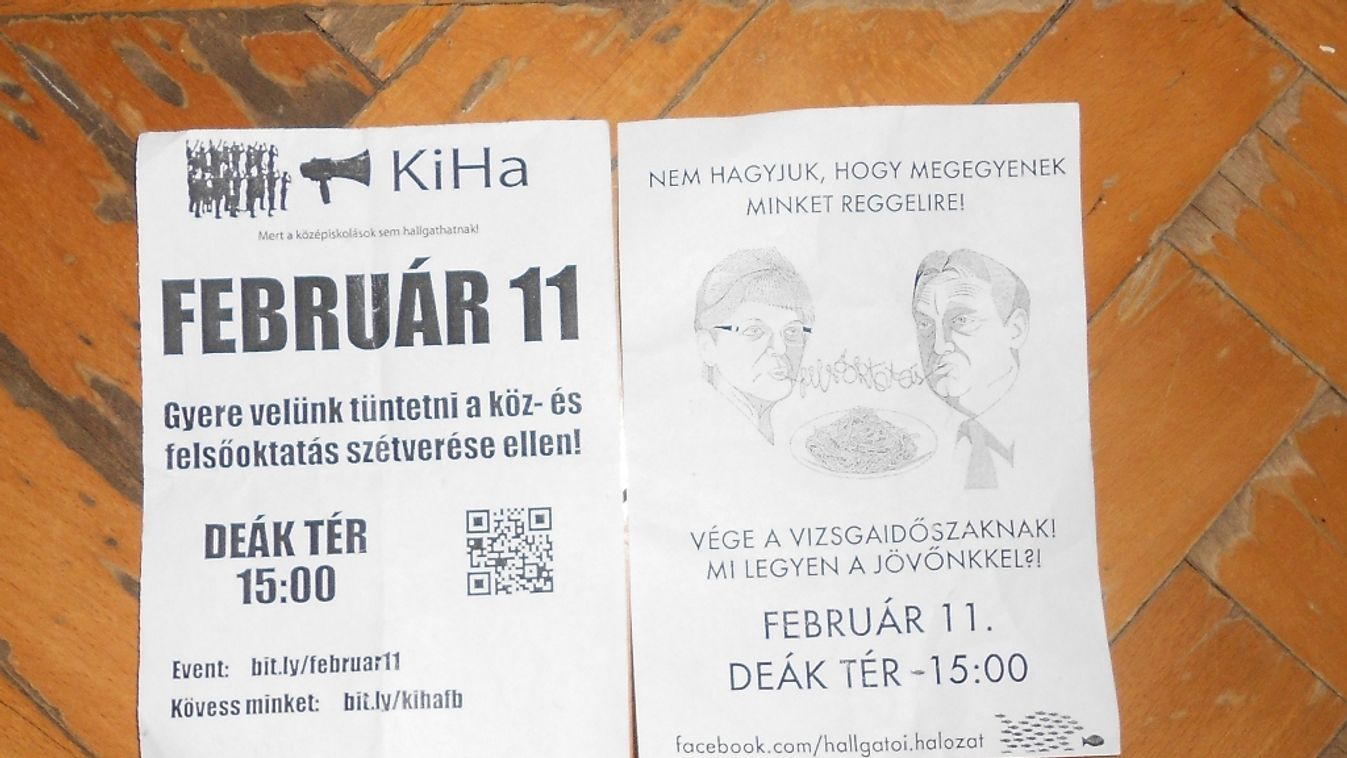 KiHa
Mert a középiskolások sem hallgathatnak!
FEBRUÁR 11
Gyere velünk tüntetni a köz- és
felsőoktatás szétverése ellen!
DEÁK TÉR
15:00
Event: bit.ly/februar11
Kövess minket: bit.ly/kihafb
NEM HAGYJUK, HOGY MEGEGYENEK
MINKET REGGELIRE!
felsőoktatás
VÉGE A VIZSGAIDŐSZAKNAK!
MI LEGYEN A JÖVŐNKKEL?!
FEBRUÁR 11.
DEÁK TÉR - 15:00
facebook.com/hallgatoi.halozat